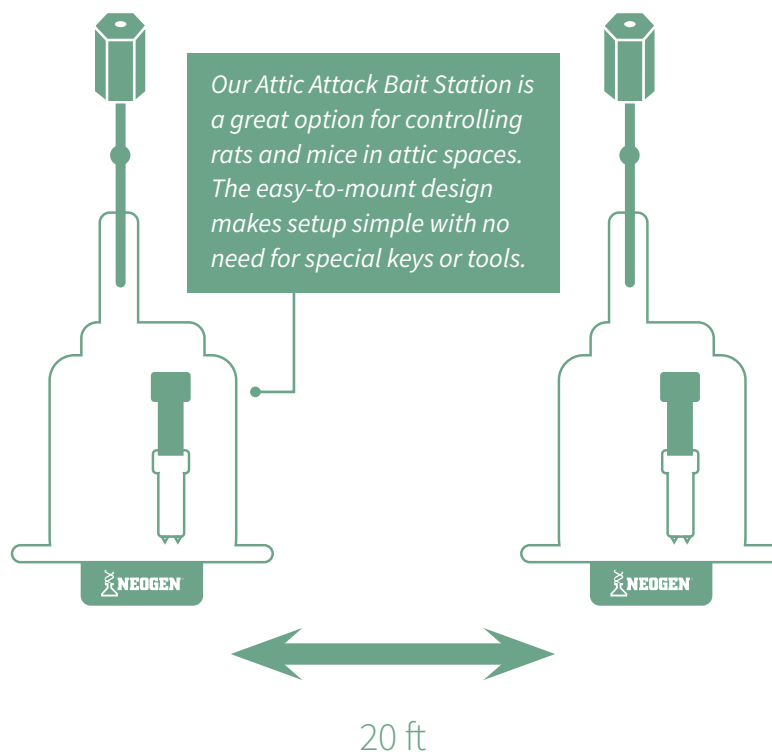 Our Attic Attack Bait Station is
a great option for controlling
rats and mice in attic spaces.
The easy-to-mount design
makes setup simple with no
need for special keys or tools.
NEOGEN
NEOGEN
20 ft